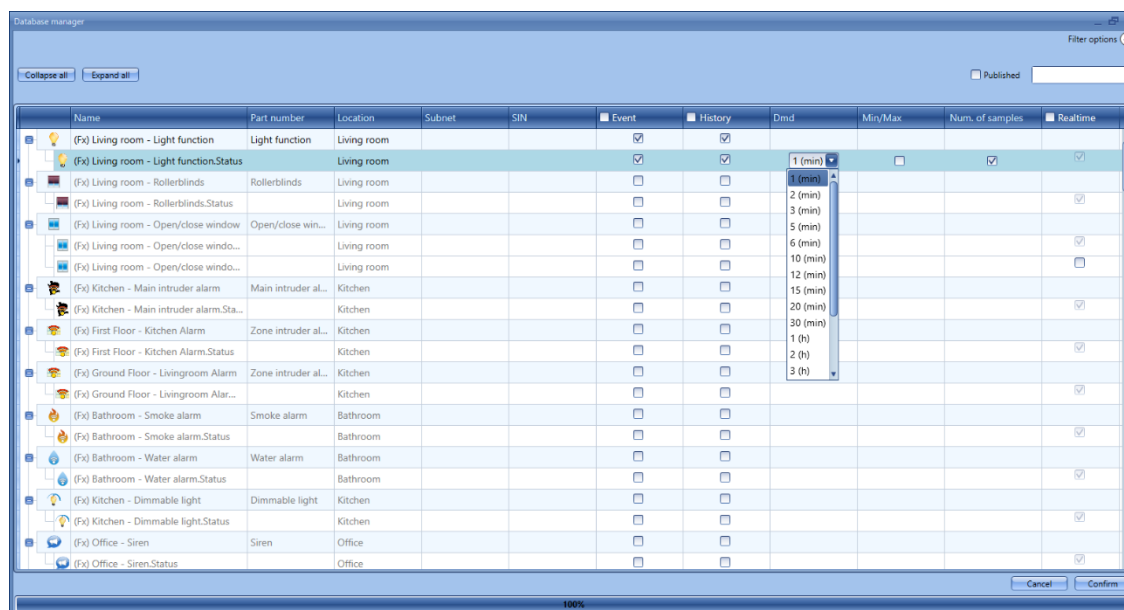 Database manager
Filter options
Collapse all Expand all Published
Name Part number Location Subnet SIN Event History Dmd Min/Max Num. of samples Realtime
(Fx) Living room - Light function Light function Living room
(Fx) Living room - Light function.Status Living room 1 (min)
(Fx) Living room - Rollerblinds Rollerblinds Living room 1 (min)
(Fx) Living room - Rollerblinds.Status Living room 2 (min)
3 (min)
(Fx) Living room - Open/close window Open/close win... Living room 5 (min)
(Fx) Living room - Open/close windo... Living room 6 (min)
10 (min)
(Fx) Living room - Open/close windo... Living room 12 (min)
(Fx) Kitchen - Main intruder alarm Main intruder al... Kitchen 15 (min)
(Fx) Kitchen - Main intruder alarm.Sta... Kitchen 20 (min)
(Fx) First Floor - Kitchen Alarm Zone intruder al... Kitchen 30 (min)
1 (h)
(Fx) First Floor - Kitchen Alarm.Status Kitchen 2 (h)
(Fx) Ground Floor - Livingroom Alarm Zone intruder al... Kitchen 3 (h)
(Fx) Ground Floor - Livingroom Alar... Kitchen
(Fx) Bathroom - Smoke alarm Smoke alarm Bathroom
(Fx) Bathroom - Smoke alarm.Status Bathroom
(Fx) Bathroom - Water alarm Water alarm Bathroom
(Fx) Bathroom - Water alarm.Status Bathroom
(Fx) Kitchen - Dimmable light Dimmable light Kitchen
(Fx) Kitchen - Dimmable light.Status Kitchen
(Fx) Office - Siren Siren Office
(Fx) Office - Siren.Status Office
Cancel Confirm
100%